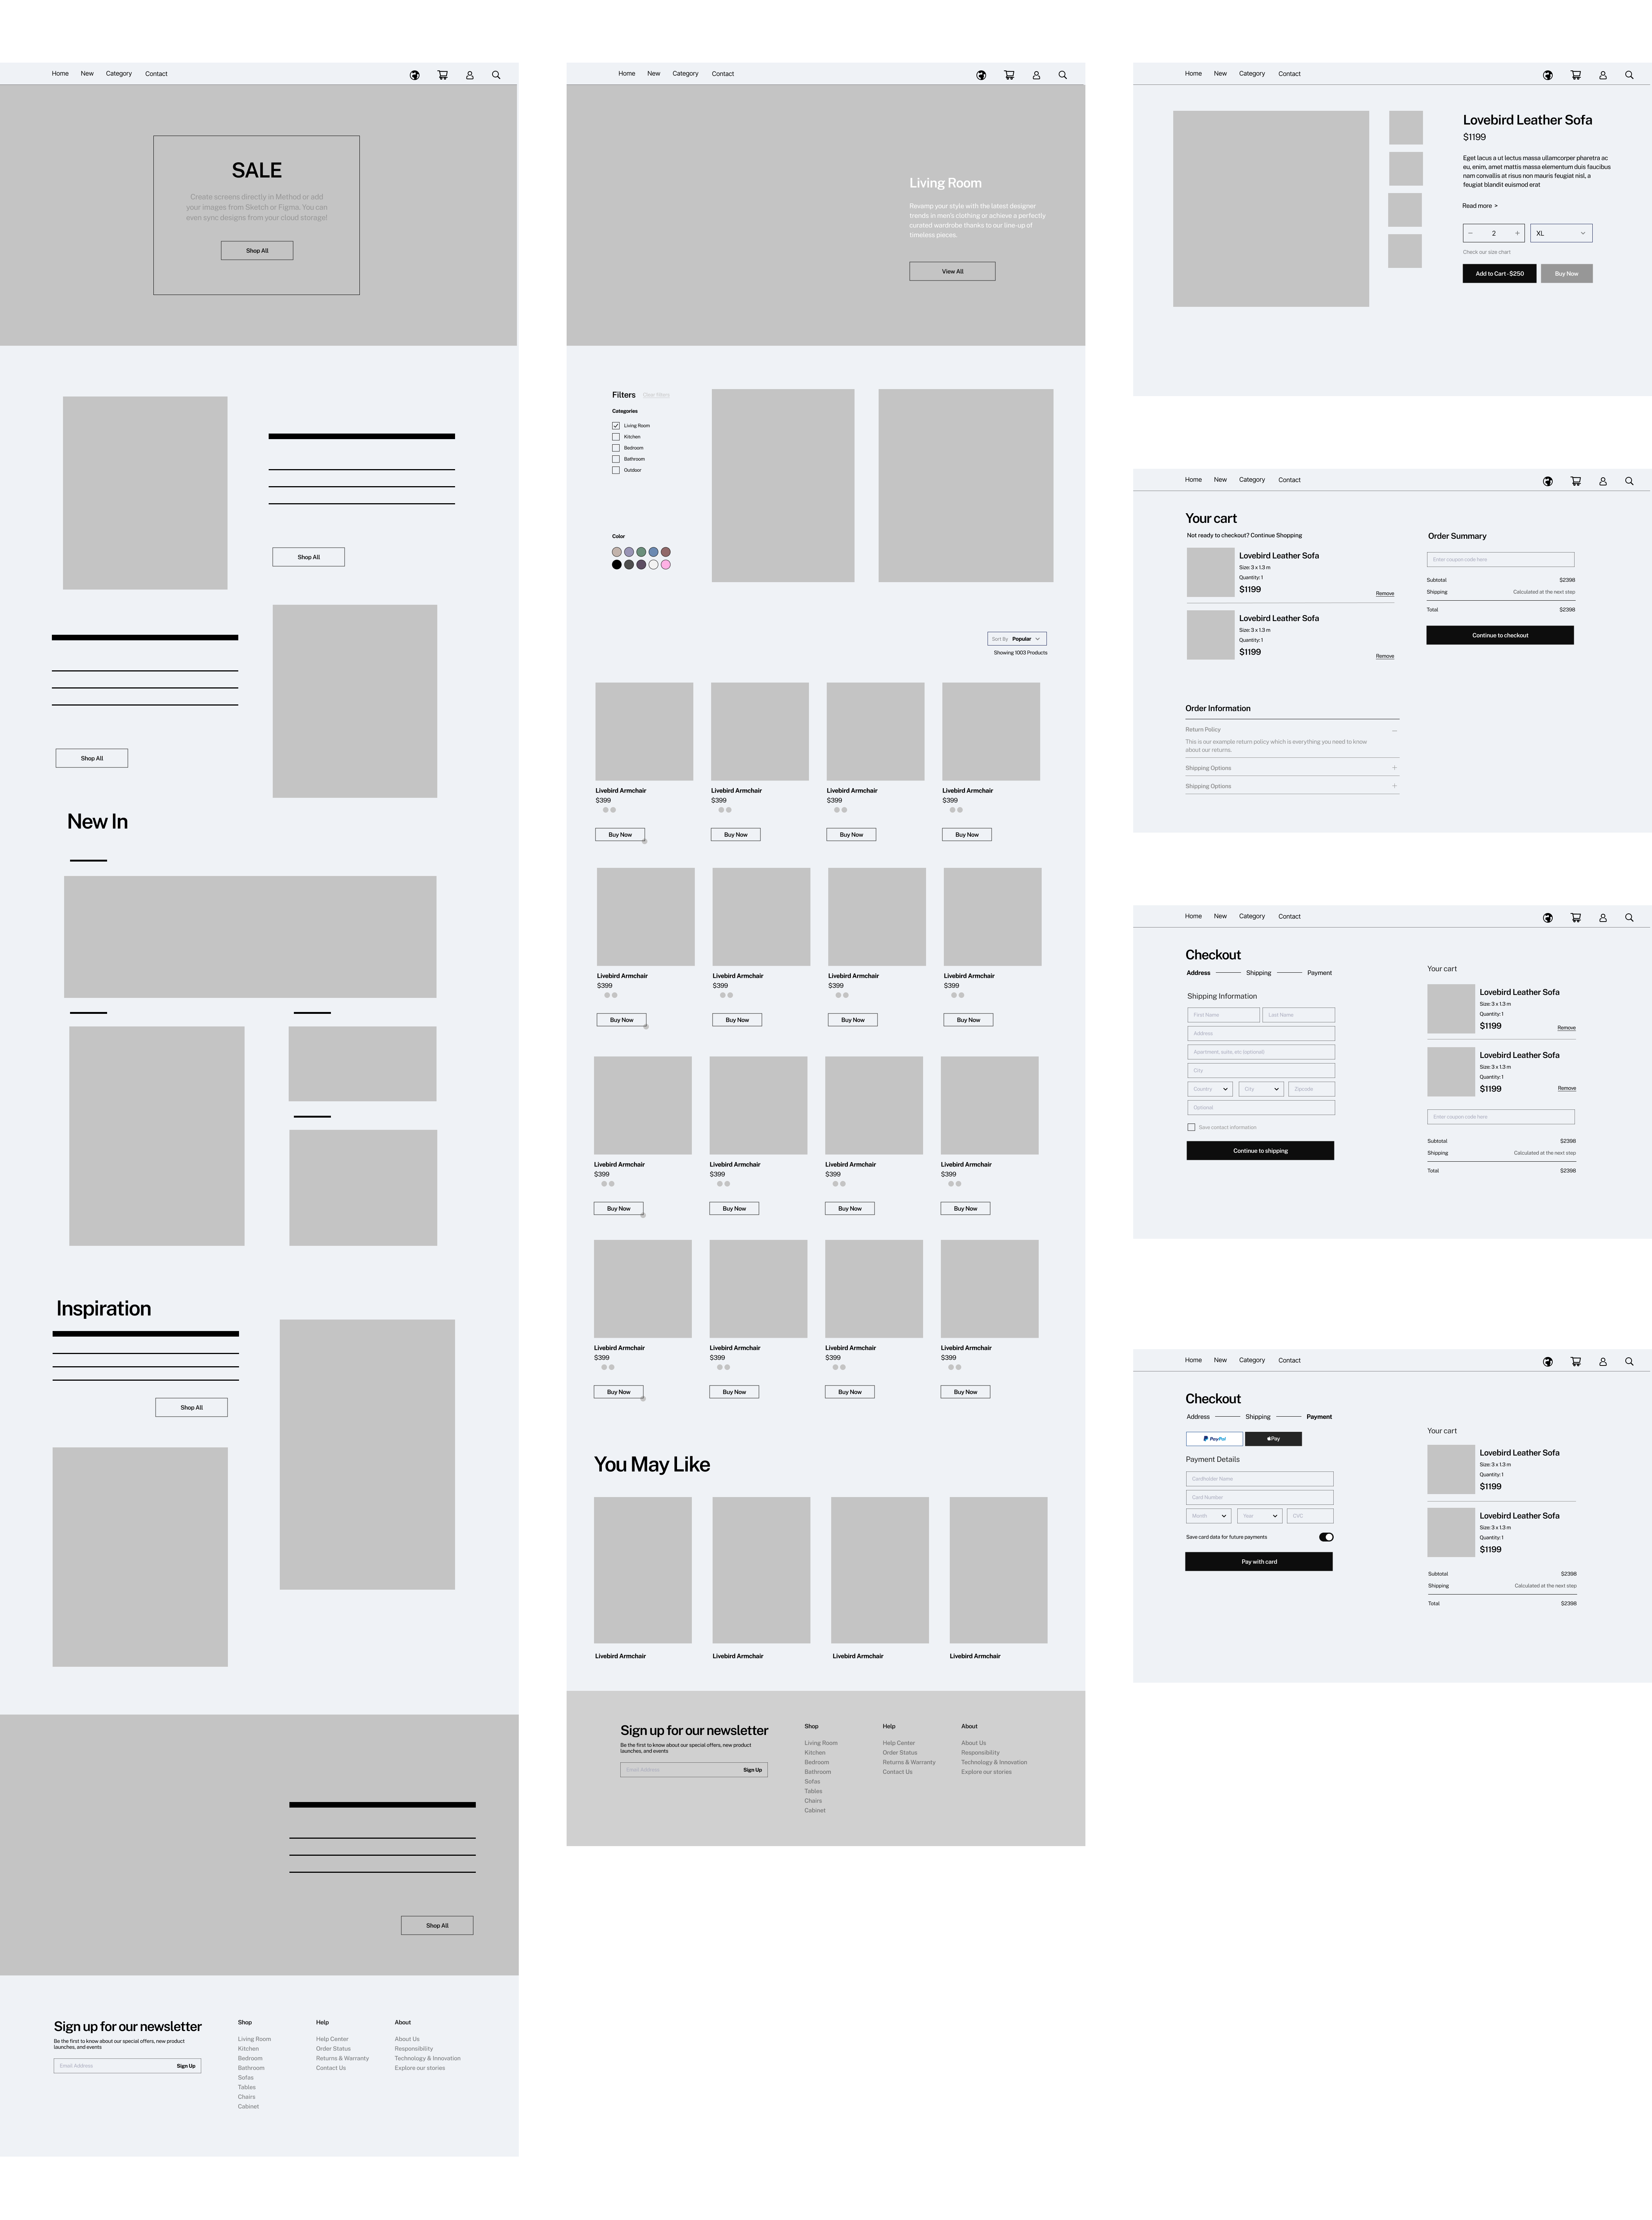 Home New Category Contact
SALE
Create screens directly in Method or add
your images from Sketch or Figma. You can
even sync designs from your cloud storage!
Shop All
Shop All
Shop All
New In
Inspiration
Shop All
Shop All
Sign up for our newsletter
Be the first to know about our special offers, new product
launches, and events
Email Address Sign Up
Shop
Living Room
Kitchen
Bedroom
Bathroom
Sofas
Tables
Chairs
Cabinet
Help
Help Center
Order Status
Returns & Warranty
Contact Us
About
About Us
Responsibility
Technology & Innovation
Explore our stories
Home New Category Contact
Living Room
Revamp your style with the latest designer
trends in men's clothing or achieve a perfectly
curated wardrobe thanks to our line-up of
timeless pieces.
View All
Filters Clear filters
Categories
Living Room
Kitchen
Bedroom
Bathroom
Outdoor
Color
Sort By Popular
Showing 1003 Products
Livebird Armchair Livebird Armchair Livebird Armchair Livebird Armchair
$399 $399 $399 $399
Buy Now Buy Now Buy Now Buy Now
Livebird Armchair Livebird Armchair Livebird Armchair Livebird Armchair
$399 $399 $399 $399
Buy Now Buy Now Buy Now Buy Now
Livebird Armchair Livebird Armchair Livebird Armchair Livebird Armchair
$399 $399 $399 $399
Buy Now Buy Now Buy Now Buy Now
Livebird Armchair Livebird Armchair Livebird Armchair Livebird Armchair
$399 $399 $399 $399
Buy Now Buy Now Buy Now Buy Now
You May Like
Livebird Armchair Livebird Armchair Livebird Armchair Livebird Armchair
Sign up for our newsletter
Be the first to know about our special offers, new product
launches, and events
Email Address Sign Up
Shop
Living Room
Kitchen
Bedroom
Bathroom
Sofas
Tables
Chairs
Cabinet
Help
Help Center
Order Status
Returns & Warranty
Contact Us
About
About Us
Responsibility
Technology & Innovation
Explore our stories
Home New Category Contact
Lovebird Leather Sofa
$1199
Eget lacus a ut lectus massa ullamcorper pharetra ac
eu, enim, amet mattis massa elementum duis faucibus
nam convallis at risus non mauris feugiat nisl, a
feugiat blandit euismod erat
Read more >
− 2 + XL
Check our size chart
Add to Cart - $250 Buy Now
Home New Category Contact
Your cart
Not ready to checkout? Continue Shopping
Lovebird Leather Sofa
Size: 3 x 1.3 m
Quantity: 1
$1199 Remove
Lovebird Leather Sofa
Size: 3 x 1.3 m
Quantity: 1
$1199 Remove
Order Summary
Enter coupon code here
Subtotal $2398
Shipping Calculated at the next step
Total $2398
Continue to checkout
Order Information
Return Policy
This is our example return policy which is everything you need to know
about our returns.
Shipping Options +
Shipping Options +
Home New Category Contact
Checkout
Address Shipping Payment
Shipping Information
First Name Last Name
Address
Apartment, suite, etc (optional)
City
Country City Zipcode
Optional
Save contact information
Continue to shipping
Your cart
Lovebird Leather Sofa
Size: 3 x 1.3 m
Quantity: 1
$1199 Remove
Lovebird Leather Sofa
Size: 3 x 1.3 m
Quantity: 1
$1199 Remove
Enter coupon code here
Subtotal $2398
Shipping Calculated at the next step
Total $2398
Home New Category Contact
Checkout
Address Shipping Payment
PayPal Pay
Payment Details
Cardholder Name
Card Number
Month Year CVC
Save card data for future payments
Pay with card
Your cart
Lovebird Leather Sofa
Size: 3 x 1.3 m
Quantity: 1
$1199
Lovebird Leather Sofa
Size: 3 x 1.3 m
Quantity: 1
$1199
Subtotal $2398
Shipping Calculated at the next step
Total $2398